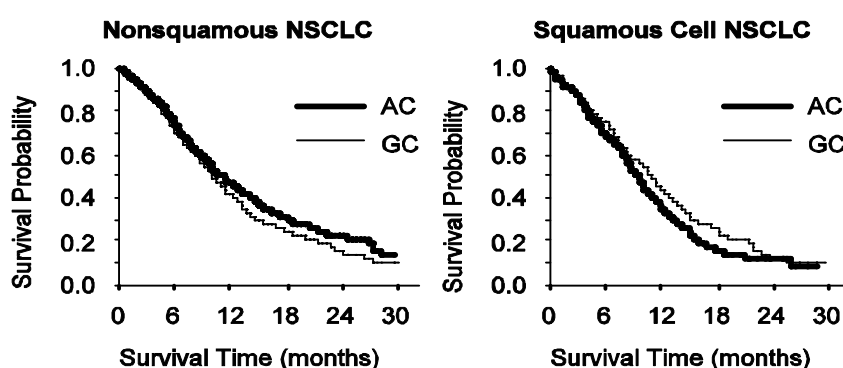 Nonsquamous NSCLC
Survival Probability
1.0
0.8
0.6
0.4
0.2
0.0
AC
GC
0 6 12 18 24 30
Survival Time (months)
Squamous Cell NSCLC
Survival Probability
1.0
0.8
0.6
0.4
0.2
0.0
AC
GC
0 6 12 18 24 30
Survival Time (months)